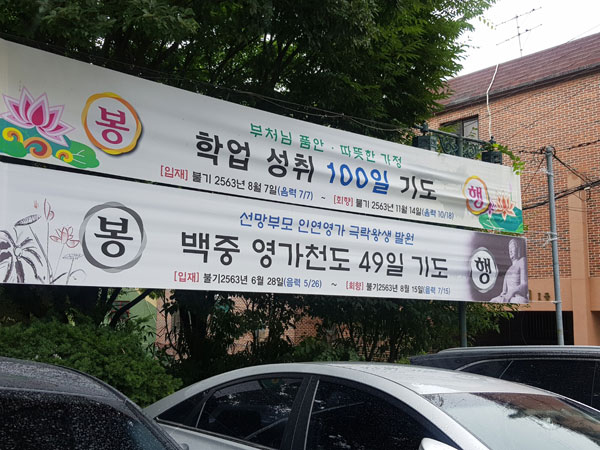 봉
부처님 품안·따뜻한 가정
학업 성취 100일 기도
행
[입재] 불기 2563년 8월 7일(음력 7/7) ~ [회향] 불기 2563년 11월 14일(음력 10/18)
봉
선망부모 인연영가 극락왕생 발원
백중 영가천도 49일 기도
행
[입재] 불기2563년 6월 28일(음력 5/26) ~ [회향] 불기 2563년 8월 15일(음력 7/15)